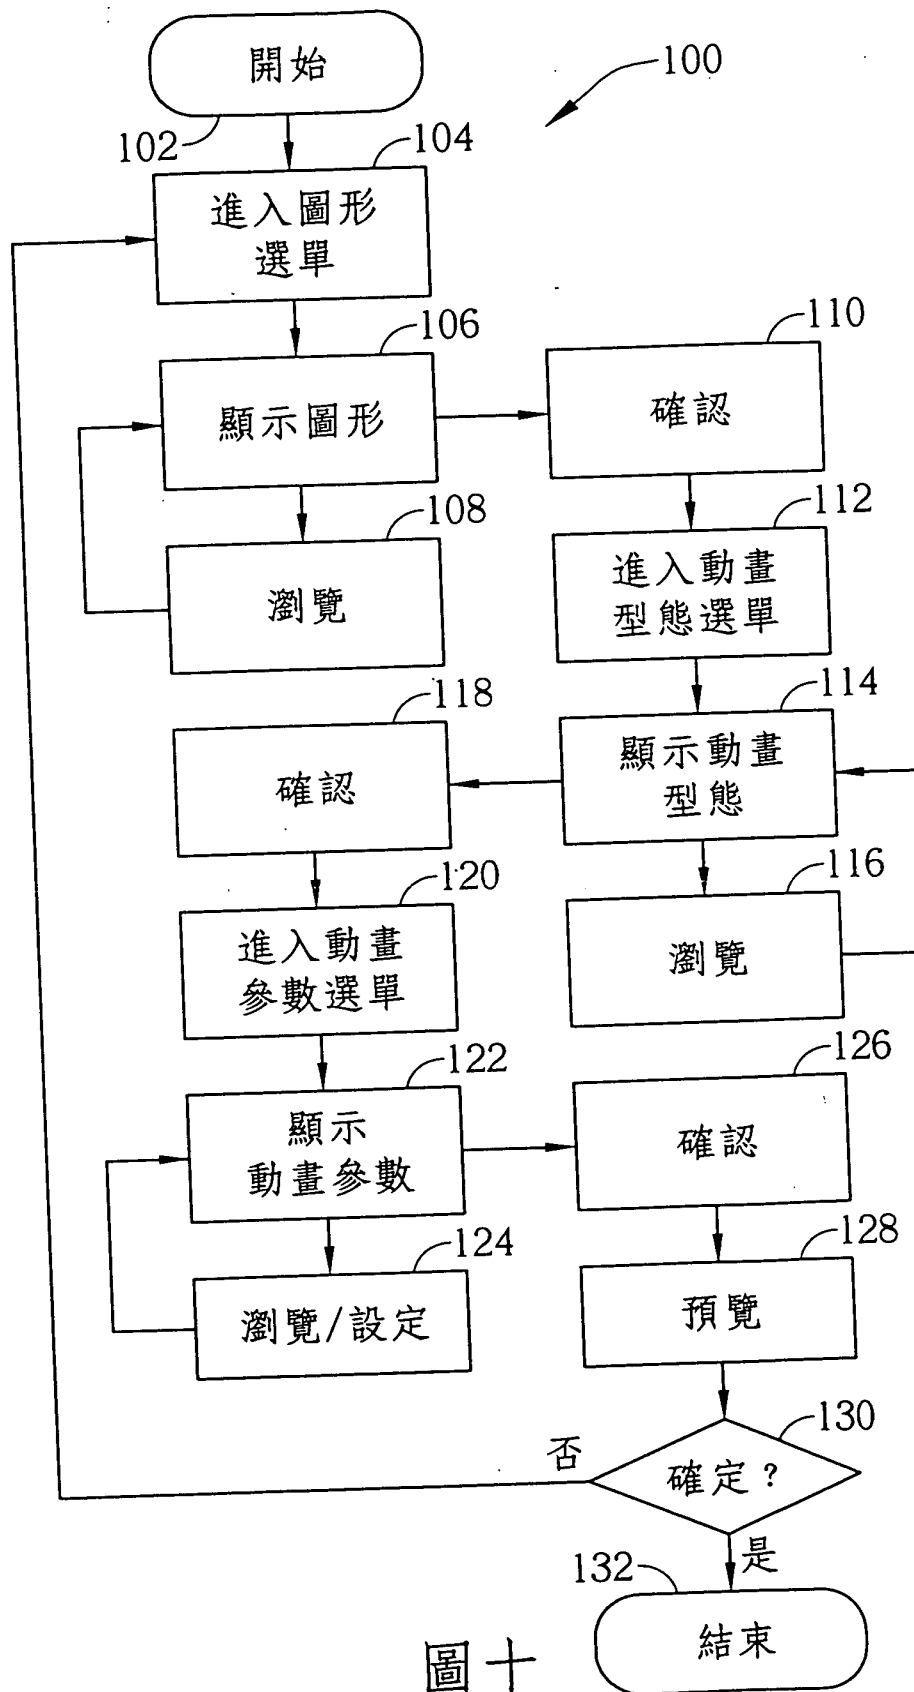 開始
100
102
104
進入圖形
選單
106
顯示圖形
110
確認
108
瀏覽
112
進入動畫
型態選單
114
顯示動畫
型態
118
確認
116
瀏覽
120
進入動畫
參數選單
122
顯示
動畫參數
126
確認
124
瀏覽/設定
128
預覽
130
確定?
否
是
132
結束
圖十